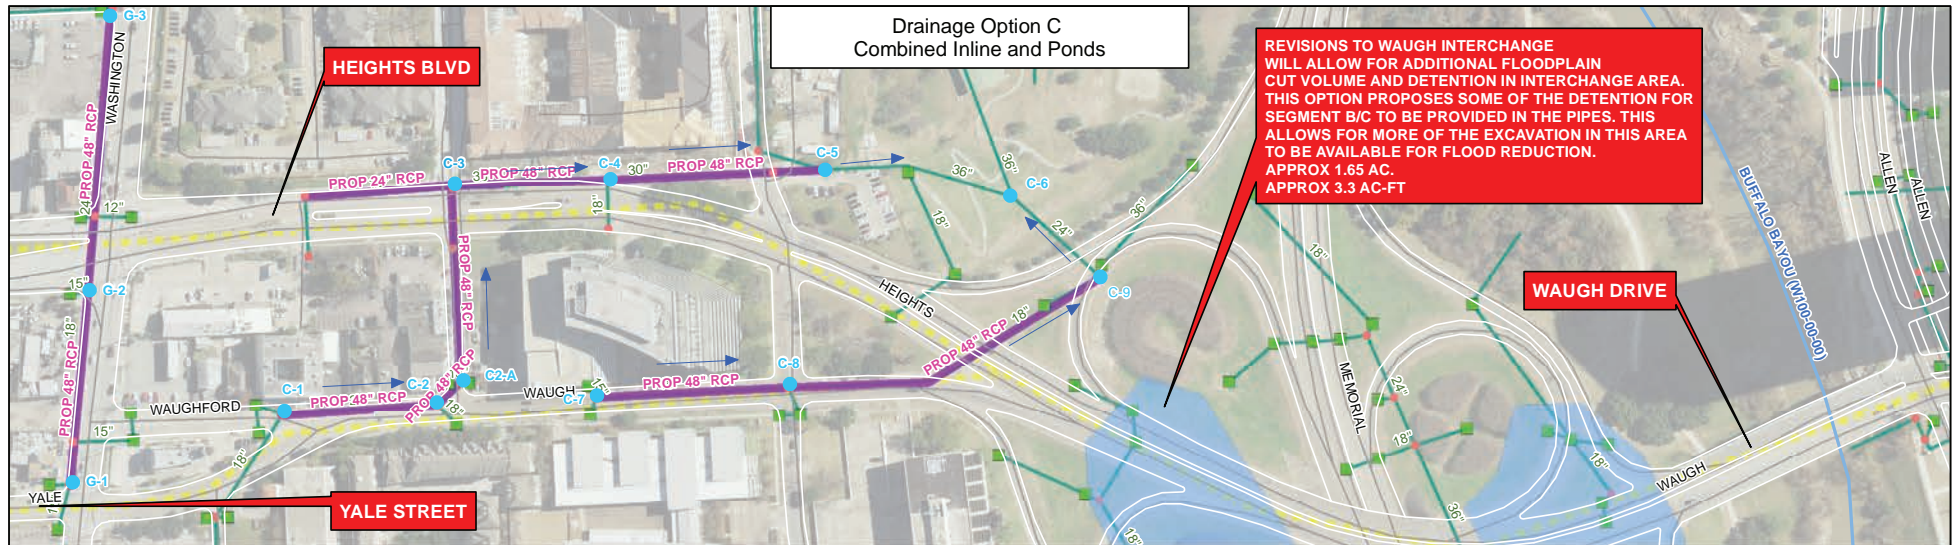 Drainage Option C
Combined Inline and Ponds
REVISIONS TO WAUGH INTERCHANGE
WILL ALLOW FOR ADDITIONAL FLOODPLAIN
CUT VOLUME AND DETENTION IN INTERCHANGE AREA.
THIS OPTION PROPOSES SOME OF THE DETENTION FOR
SEGMENT B/C TO BE PROVIDED IN THE PIPES. THIS
ALLOWS FOR MORE OF THE EXCAVATION IN THIS AREA
TO BE AVAILABLE FOR FLOOD REDUCTION.
APPROX 1.65 AC.
APPROX 3.3 AC-FT
HEIGHTS BLVD
WAUGH DRIVE
YALE STREET
G-3
WASHINGTON
PROP 48" RCP
24"
12"
15"
G-2
18"
PROP 48" RCP
15"
G-1
YALE
18"
WAUGHFORD
C-1
PROP 48" RCP
C-2
PROP 48" RCP
18"
C2-A
PROP 48" RCP
PROP 24" RCP
C-3
PROP 48" RCP
C-4
30"
18"
PROP 48" RCP
C-5
36"
36"
C-6
18"
24"
36"
C-9
18"
PROP 48" RCP
HEIGHTS
WAUGH
15"
C-7
PROP 48" RCP
C-8
18"
MEMORIAL
24"
18"
36"
18"
18"
WAUGH
BUFFALO BAYOU (W100-00-00)
ALLEN
ALLEN